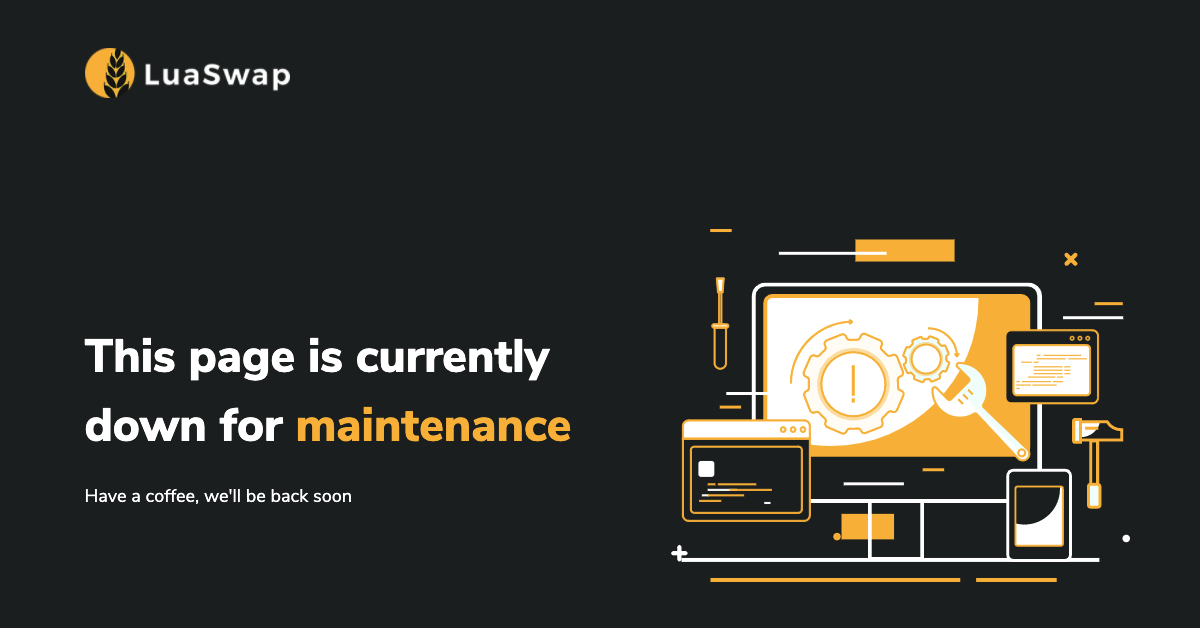 LuaSwap
This page is currently
down for maintenance
Have a coffee, we'll be back soon